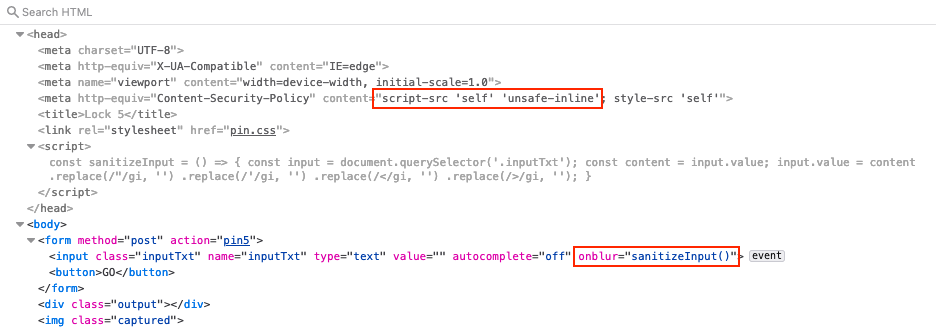 Search HTML
<head>
<meta charset="UTF-8">
<meta http-equiv="X-UA-Compatible" content="IE=edge">
<meta name="viewport" content="width=device-width, initial-scale=1.0">
<meta http-equiv="Content-Security-Policy" content="script-src 'self' 'unsafe-inline'; style-src 'self'">
<title>Lock 5</title>
<link rel="stylesheet" href="pin.css">
<script>
const sanitizeInput = () => { const input = document.querySelector('.inputTxt'); const content = input.value; input.value = content
.replace(/"/gi, '') .replace(/'/gi, '') .replace(/</gi, '') .replace(/>/gi, ''); }
</script>
</head>
<body>
<form method="post" action="pin5">
<input class="inputTxt" name="inputTxt" type="text" value="" autocomplete="off" onblur="sanitizeInput()"> event
<button>GO</button>
</form>
<div class="output"></div>
<img class="captured">